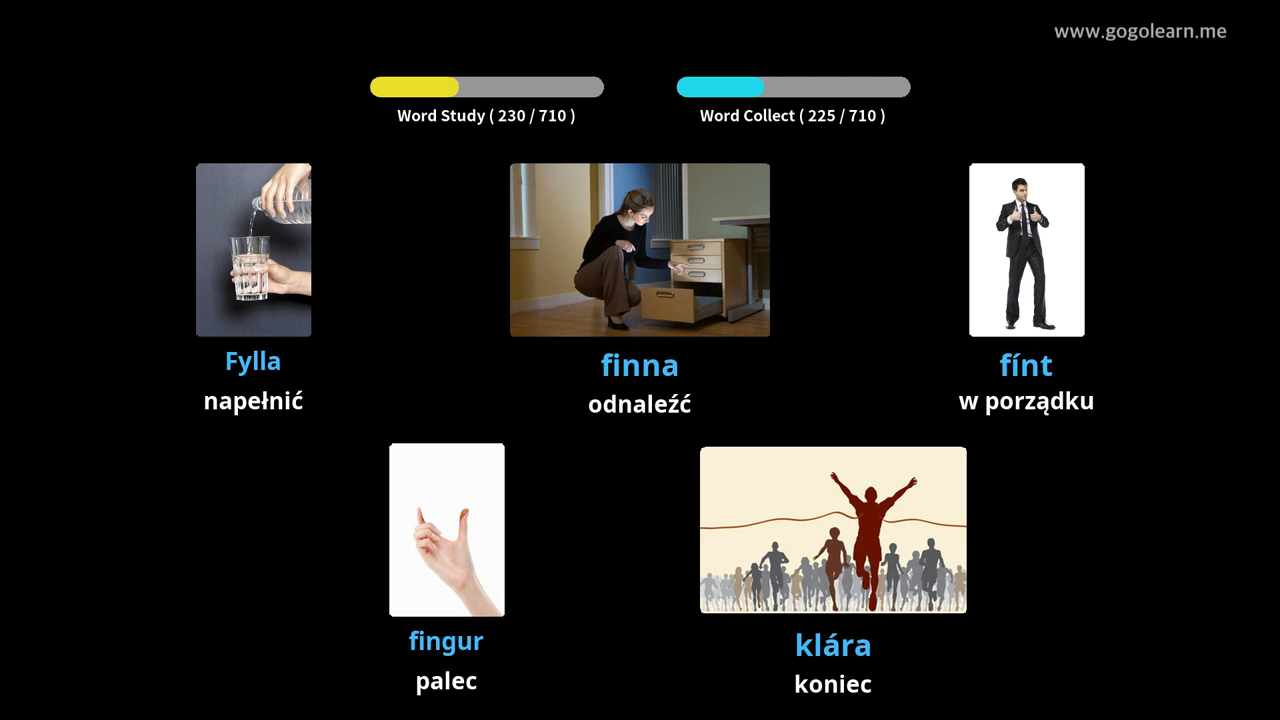 www.gogolearn.me
Word Study ( 230 / 710 )
Word Collect ( 225 / 710 )
Fylla
napełnić
finna
odnaleźć
fínt
w porządku
fingur
palec
klára
koniec